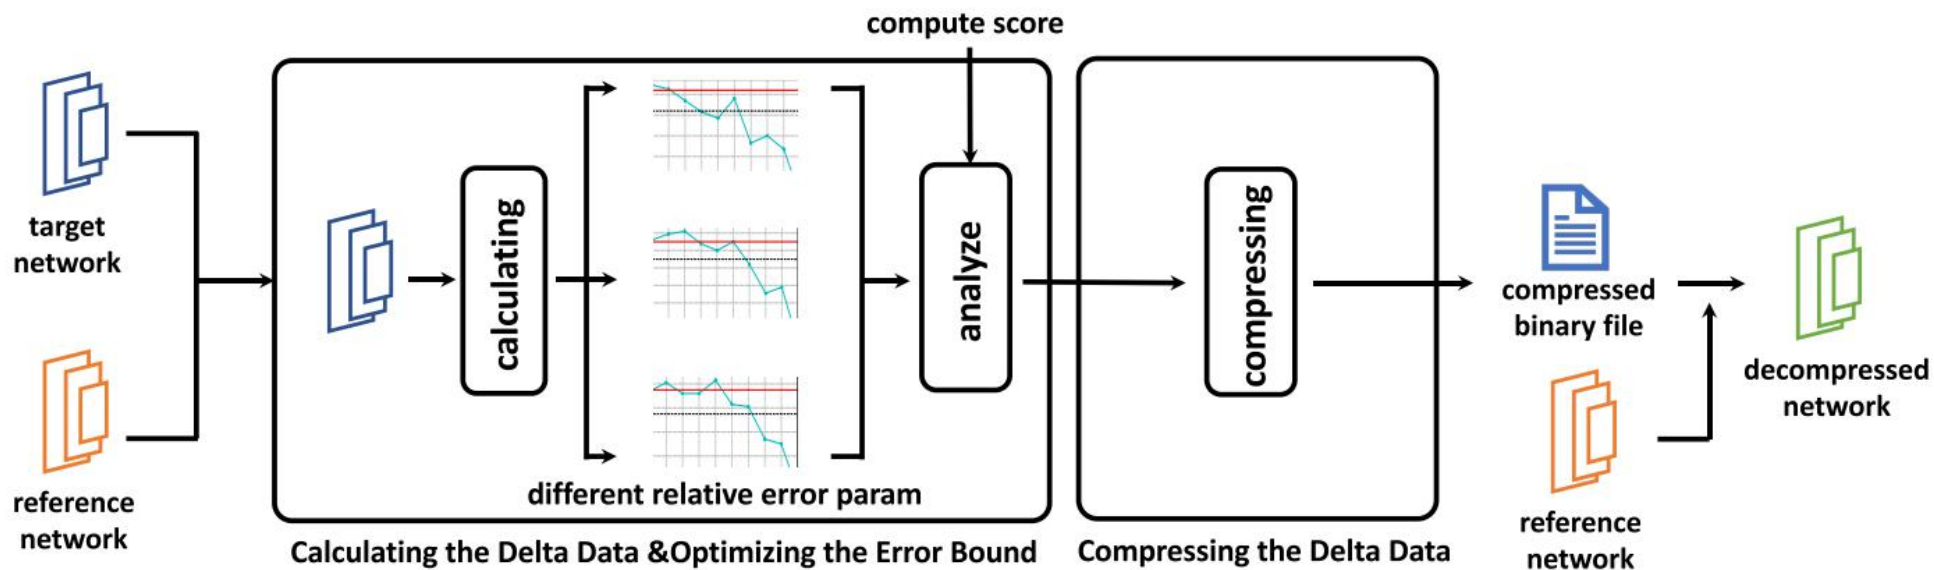 compute score
target
network
reference
network
calculating
different relative error param
analyze
Calculating the Delta Data &Optimizing the Error Bound
compressing
Compressing the Delta Data
compressed
binary file
reference
network
decompressed
network